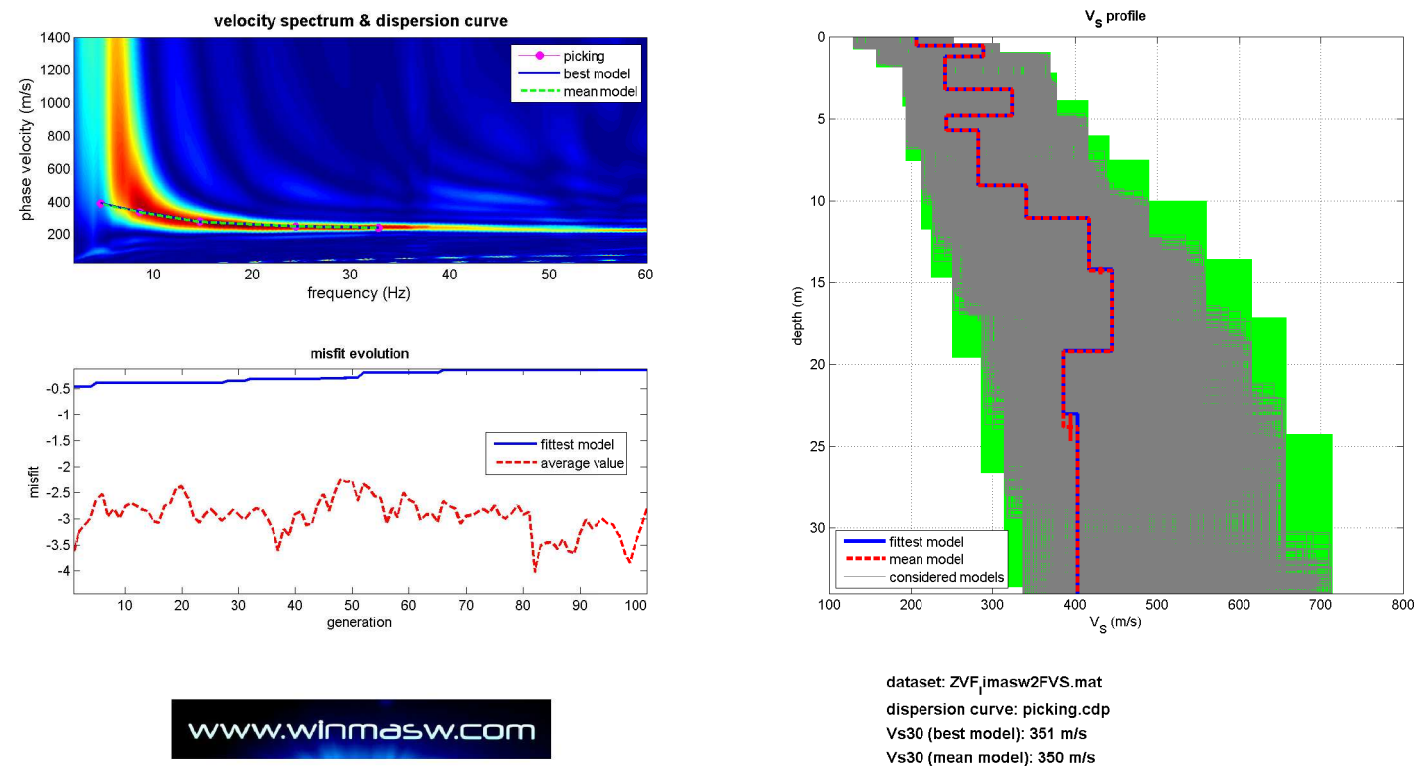 velocity spectrum & dispersion curve
1400
1200
1000
800
600
400
200
phase velocity (m/s)
picking
best model
mean model
10
20
30
40
50
60
frequency (Hz)
misfit evolution
-0.5
-1
-1.5
-2
-2.5
-3
-3.5
-4
misfit
fittest model
average value
10
20
30
40
50
60
70
80
90
100
generation
www.winmasw.com
VS profile
0
5
10
15
20
25
30
depth (m)
fittest model
mean model
considered models
100
200
300
400
500
600
700
800
VS (m/s)
dataset: ZVFlimasw2FVS.mat
dispersion curve: picking.cdp
Vs30 (best model): 351 m/s
Vs30 (mean model): 350 m/s